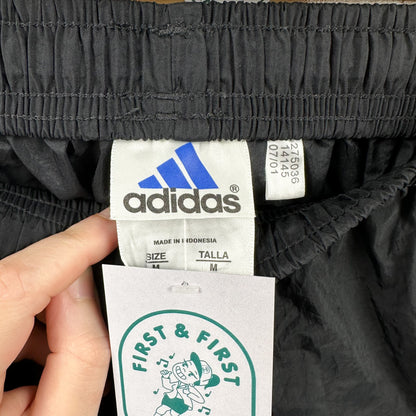 adidas®
MADE IN INDONESIA
SIZE TALLA
M M
275036
14145
07/01
FIRST & FIRST